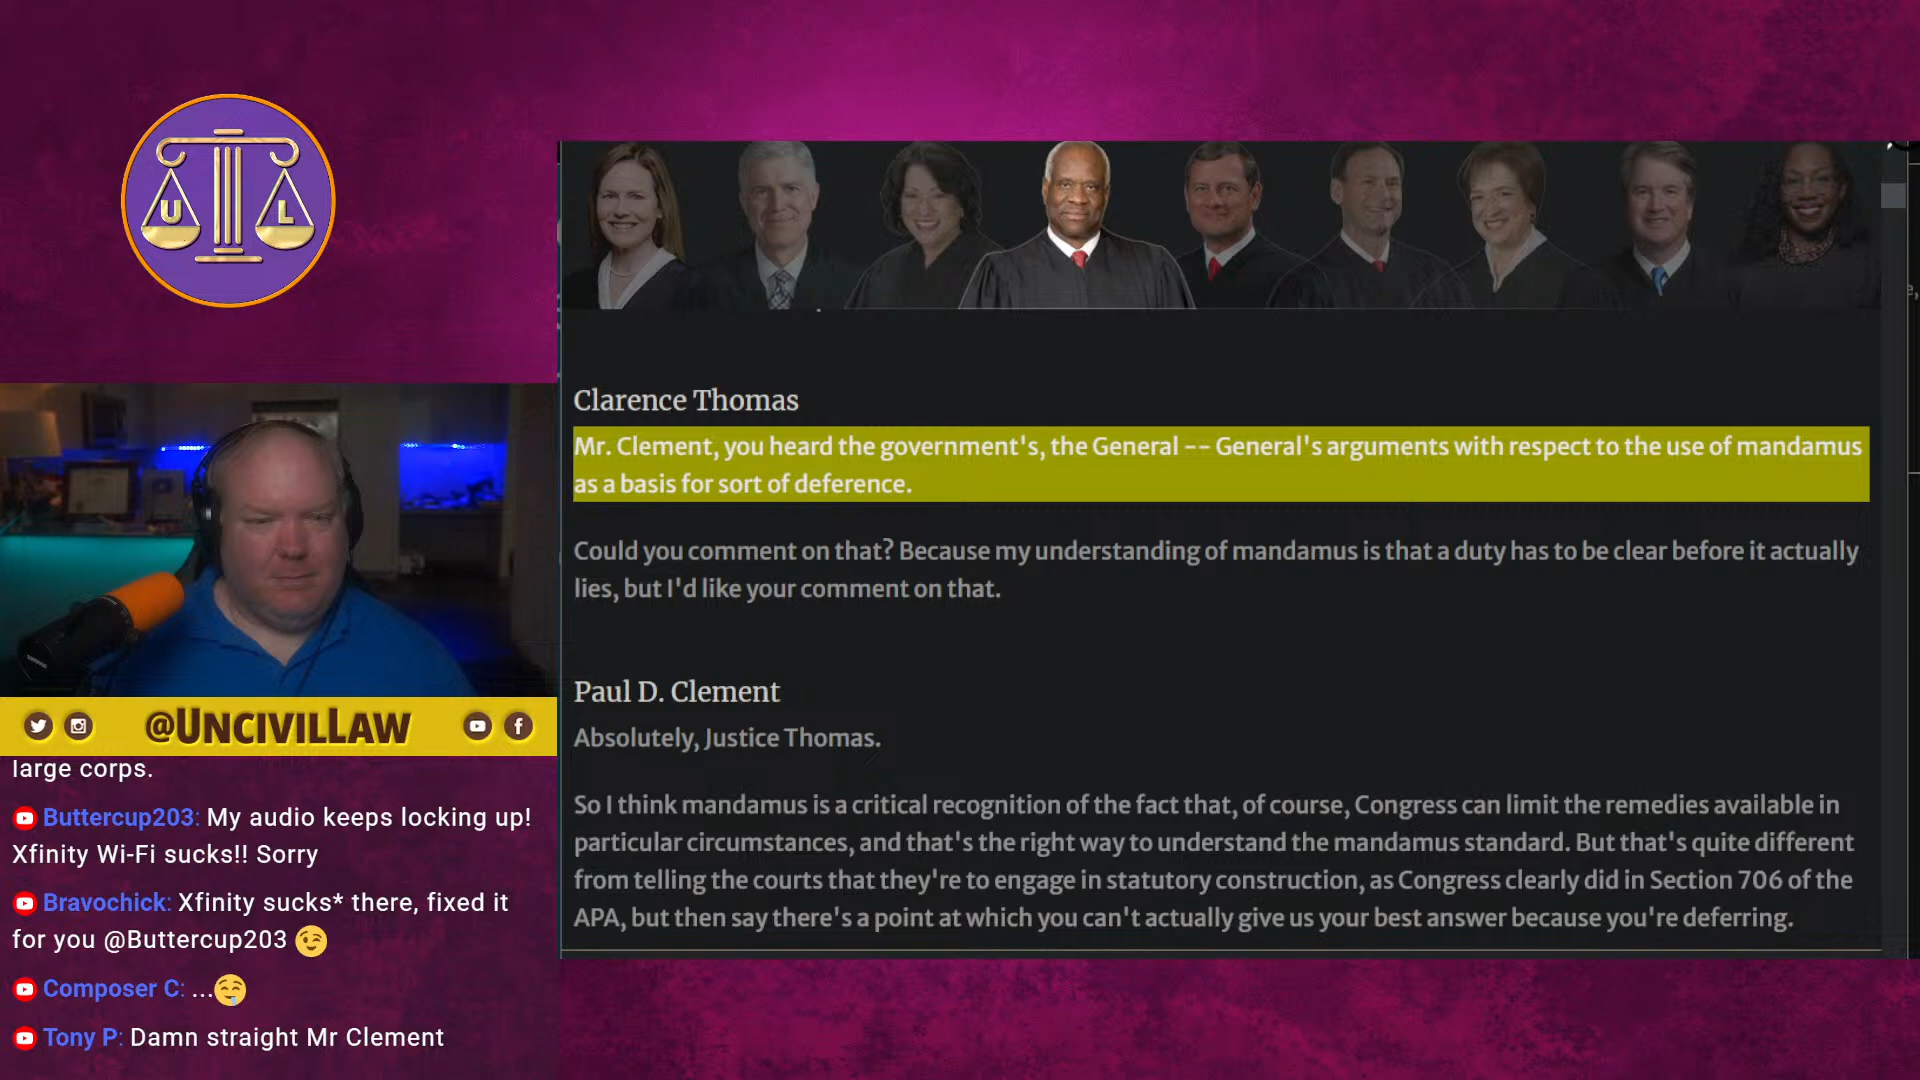 U L
Clarence Thomas
Mr. Clement, you heard the government's, the General -- General's arguments with respect to the use of mandamus
as a basis for sort of deference.
Could you comment on that? Because my understanding of mandamus is that a duty has to be clear before it actually
lies, but I'd like your comment on that.
Paul D. Clement
Absolutely, Justice Thomas.
So I think mandamus is a critical recognition of the fact that, of course, Congress can limit the remedies available in
particular circumstances, and that's the right way to understand the mandamus standard. But that's quite different
from telling the courts that they're to engage in statutory construction, as Congress clearly did in Section 706 of the
APA, but then say there's a point at which you can't actually give us your best answer because you're deferring.
@UNCIVILLAW
large corps.
Buttercup203: My audio keeps locking up!
Xfinity Wi-Fi sucks!! Sorry
Bravochick: Xfinity sucks* there, fixed it
for you @Buttercup203 😉
Composer C: ...🤤
Tony P: Damn straight Mr Clement